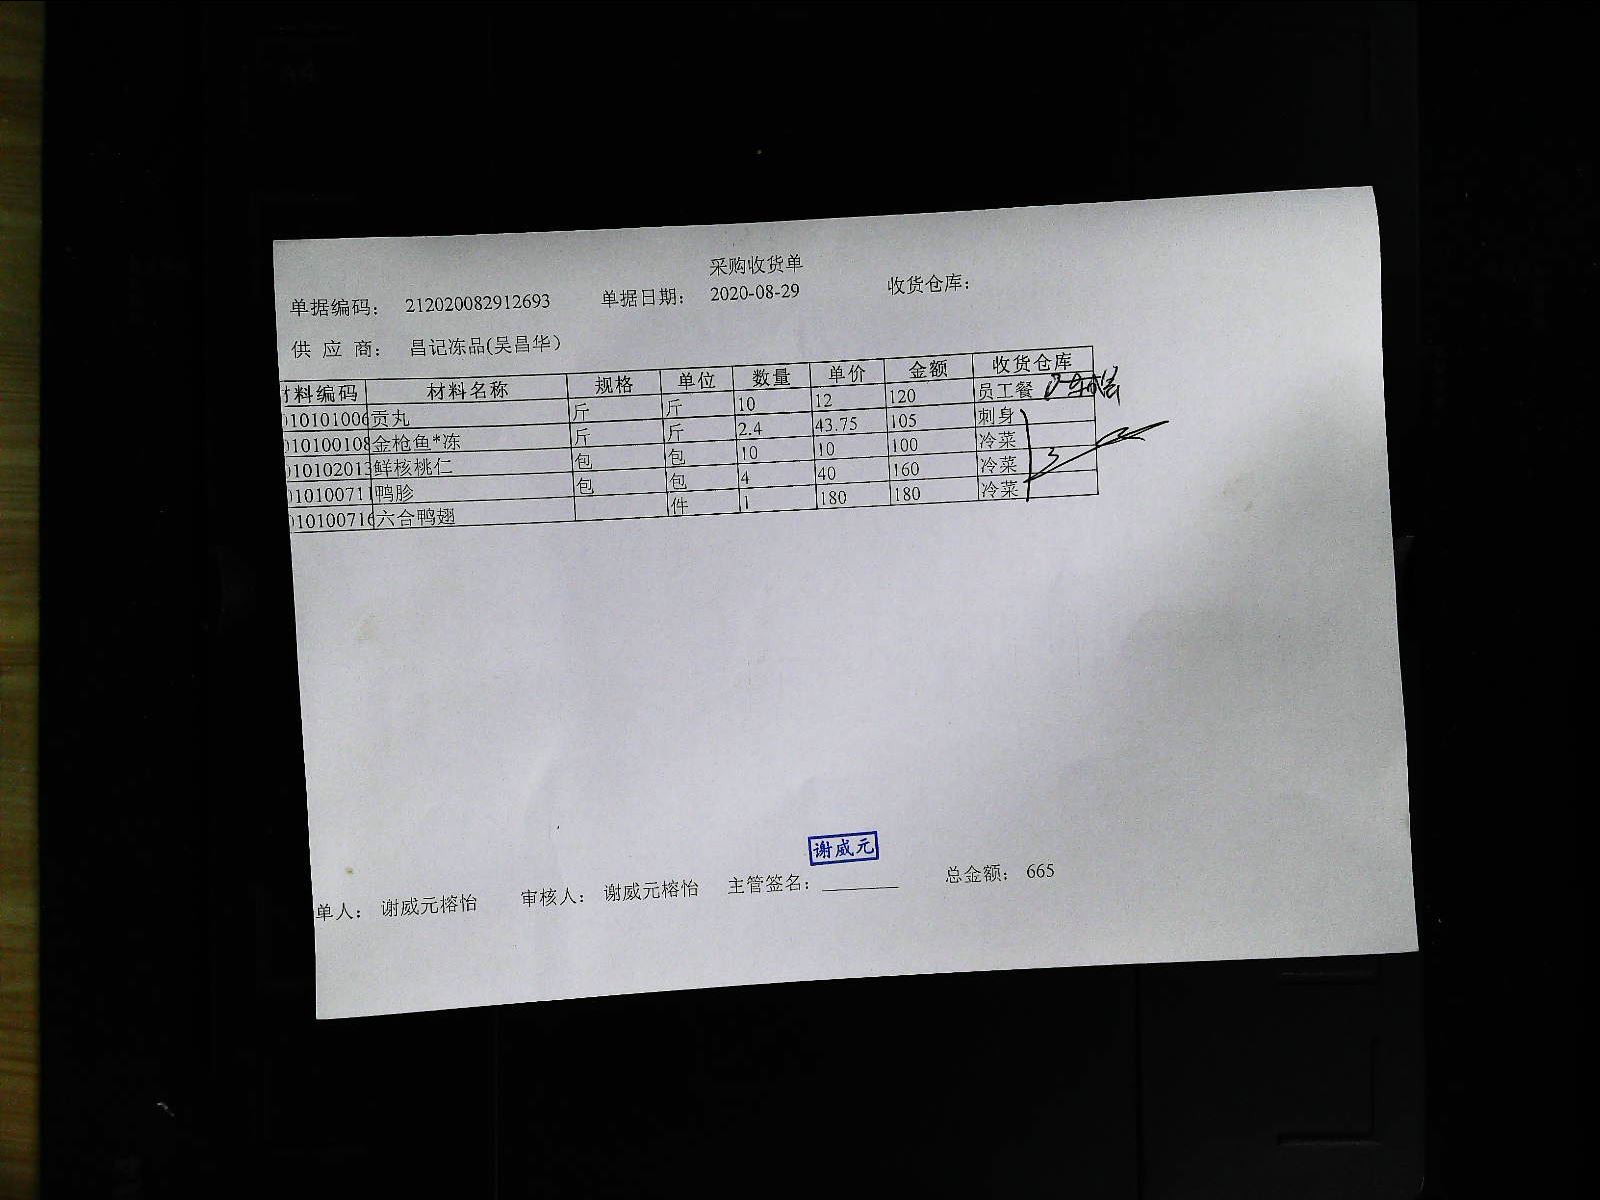 采购收货单
单据编码： 212020082912693 单据日期： 2020-08-29 收货仓库：
供 应 商： 昌记冻品(吴昌华)
材料编码 材料名称 规格 单位 数量 单价 金额 收货仓库
010101006 贡丸 斤 斤 10 12 120 员工餐
010100108 金枪鱼*冻 斤 斤 2.4 43.75 105 刺身
010102013 鲜核桃仁 包 包 10 10 100 冷菜
010100711 鸭胗 包 包 4 40 160 冷菜
010100716 六合鸭翅 件 1 180 180 冷菜
谢威元
单人： 谢威元榕怡 审核人： 谢威元榕怡 主管签名： 总金额： 665